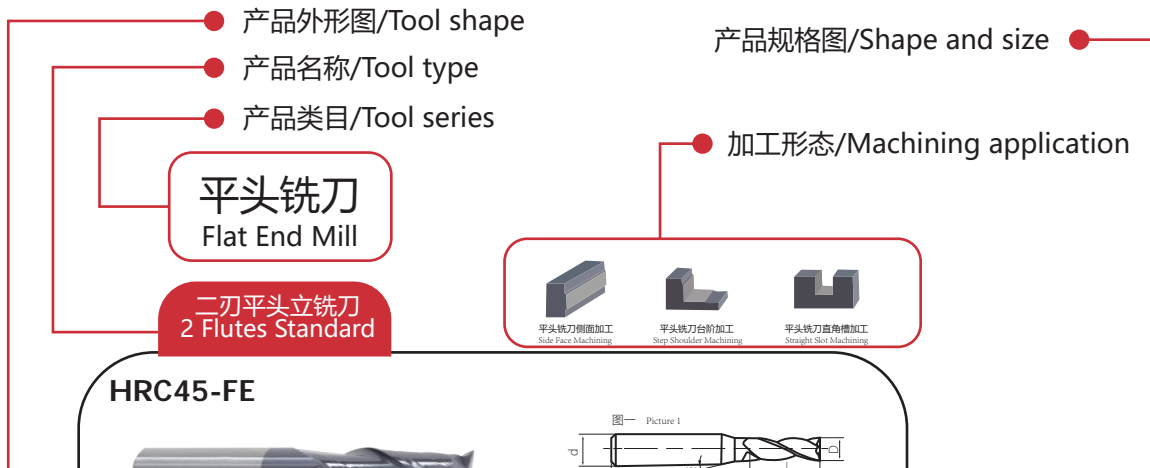 产品外形图/Tool shape
产品规格图/Shape and size
产品名称/Tool type
产品类目/Tool series
加工形态/Machining application
平头铣刀
Flat End Mill
二刃平头立铣刀
2 Flutes Standard
平头铣刀侧面加工
Side Face Machining
平头铣刀台阶加工
Step Shoulder Machining
平头铣刀直角槽加工
Straight Slot Machining
HRC45-FE
图一 Picture 1
d
D